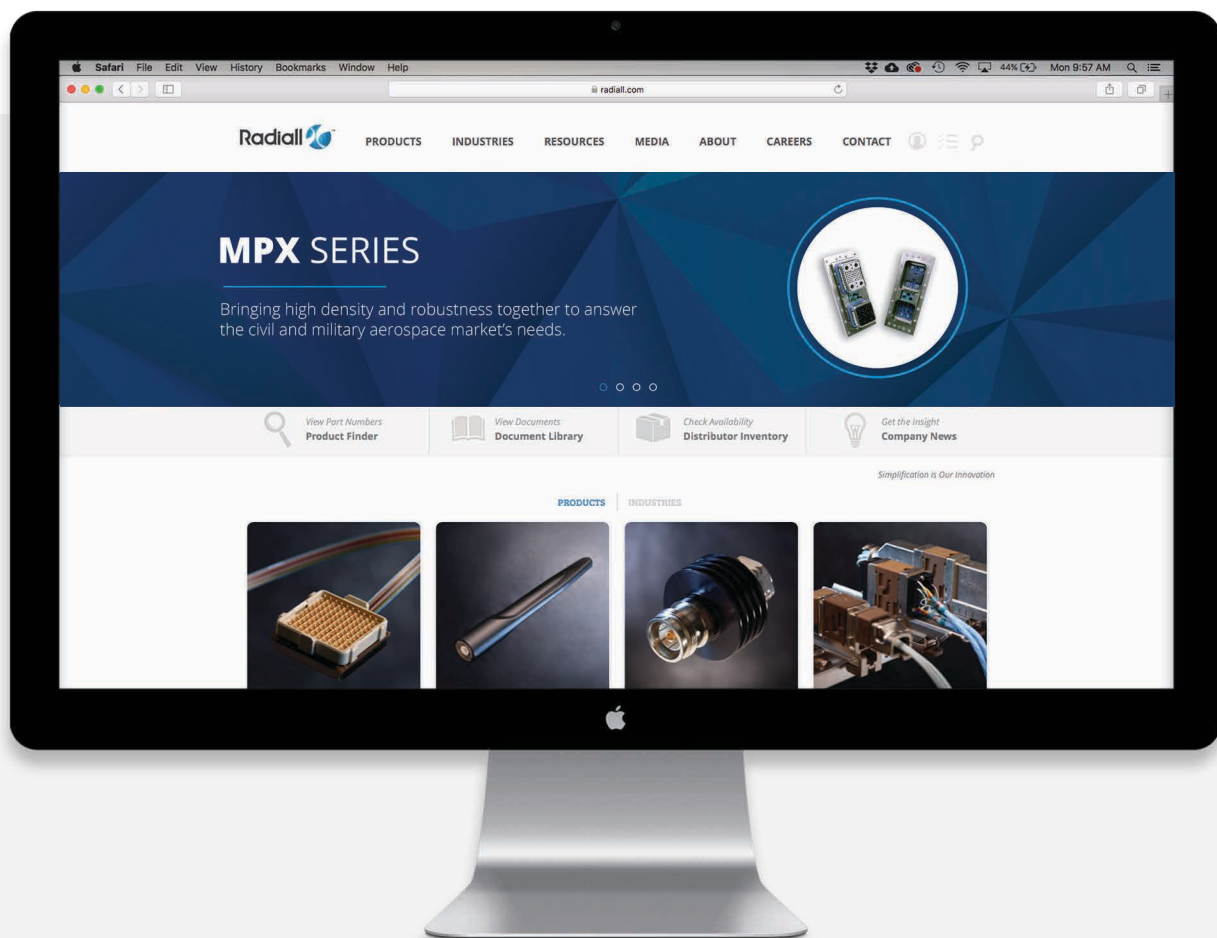 Safari File Edit View History Bookmarks Window Help 44% Mon 9:57 AM
radiall.com
Radiall PRODUCTS INDUSTRIES RESOURCES MEDIA ABOUT CAREERS CONTACT
MPX SERIES
Bringing high density and robustness together to answer
the civil and military aerospace market's needs.
View Part Numbers
Product Finder
View Documents
Document Library
Check Availability
Distributor Inventory
Get the Insight
Company News
Simplification is Our Innovation
PRODUCTS INDUSTRIES